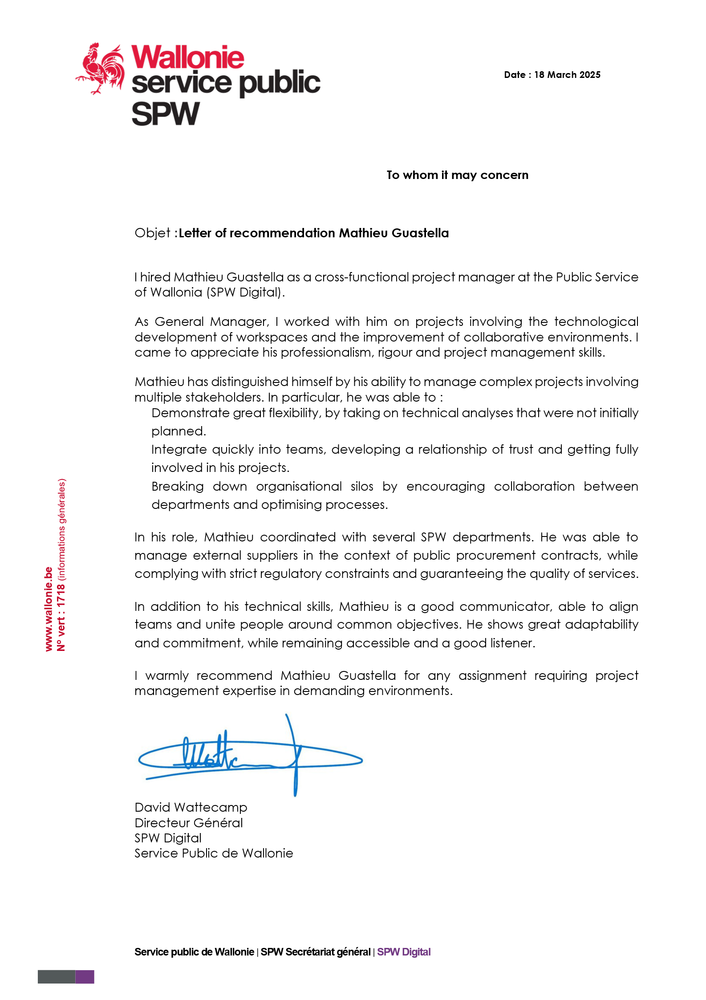 Wallonie
service public
SPW
Date : 18 March 2025
To whom it may concern
Objet : Letter of recommendation Mathieu Guastella
I hired Mathieu Guastella as a cross-functional project manager at the Public Service
of Wallonia (SPW Digital).
As General Manager, I worked with him on projects involving the technological
development of workspaces and the improvement of collaborative environments. I
came to appreciate his professionalism, rigour and project management skills.
Mathieu has distinguished himself by his ability to manage complex projects involving
multiple stakeholders. In particular, he was able to :
Demonstrate great flexibility, by taking on technical analyses that were not initially
planned.
Integrate quickly into teams, developing a relationship of trust and getting fully
involved in his projects.
Breaking down organisational silos by encouraging collaboration between
departments and optimising processes.
In his role, Mathieu coordinated with several SPW departments. He was able to
manage external suppliers in the context of public procurement contracts, while
complying with strict regulatory constraints and guaranteeing the quality of services.
In addition to his technical skills, Mathieu is a good communicator, able to align
teams and unite people around common objectives. He shows great adaptability
and commitment, while remaining accessible and a good listener.
I warmly recommend Mathieu Guastella for any assignment requiring project
management expertise in demanding environments.
David Wattecamp
Directeur Général
SPW Digital
Service Public de Wallonie
www.wallonie.be
N° vert : 1718 (informations générales)
Service public de Wallonie | SPW Secrétariat général | SPW Digital